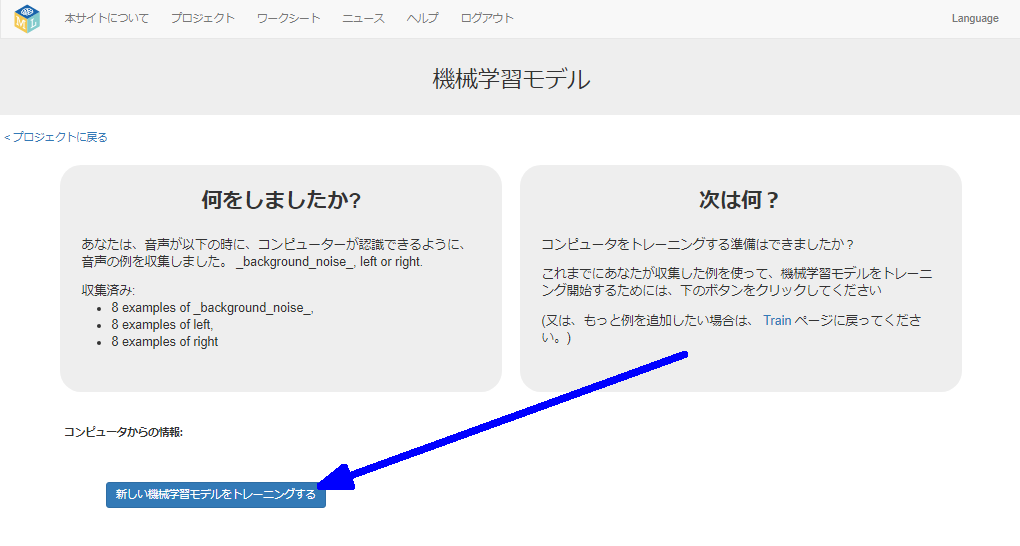 本サイトについて プロジェクト ワークシート ニュース ヘルプ ログアウト Language
機械学習モデル
< プロジェクトに戻る
何をしましたか?
あなたは、音声が以下の時に、コンピューターが認識できるように、
音声の例を収集しました。 _background_noise_, left or right.
収集済み:
• 8 examples of _background_noise_,
• 8 examples of left,
• 8 examples of right
次は何？
コンピュータをトレーニングする準備はできましたか？
これまでにあなたが収集した例を使って、機械学習モデルをトレーニ
ング開始するためには、下のボタンをクリックしてください
(又は、もっと例を追加したい場合は、 Train ページに戻ってくださ
い。)
コンピュータからの情報:
新しい機械学習モデルをトレーニングする